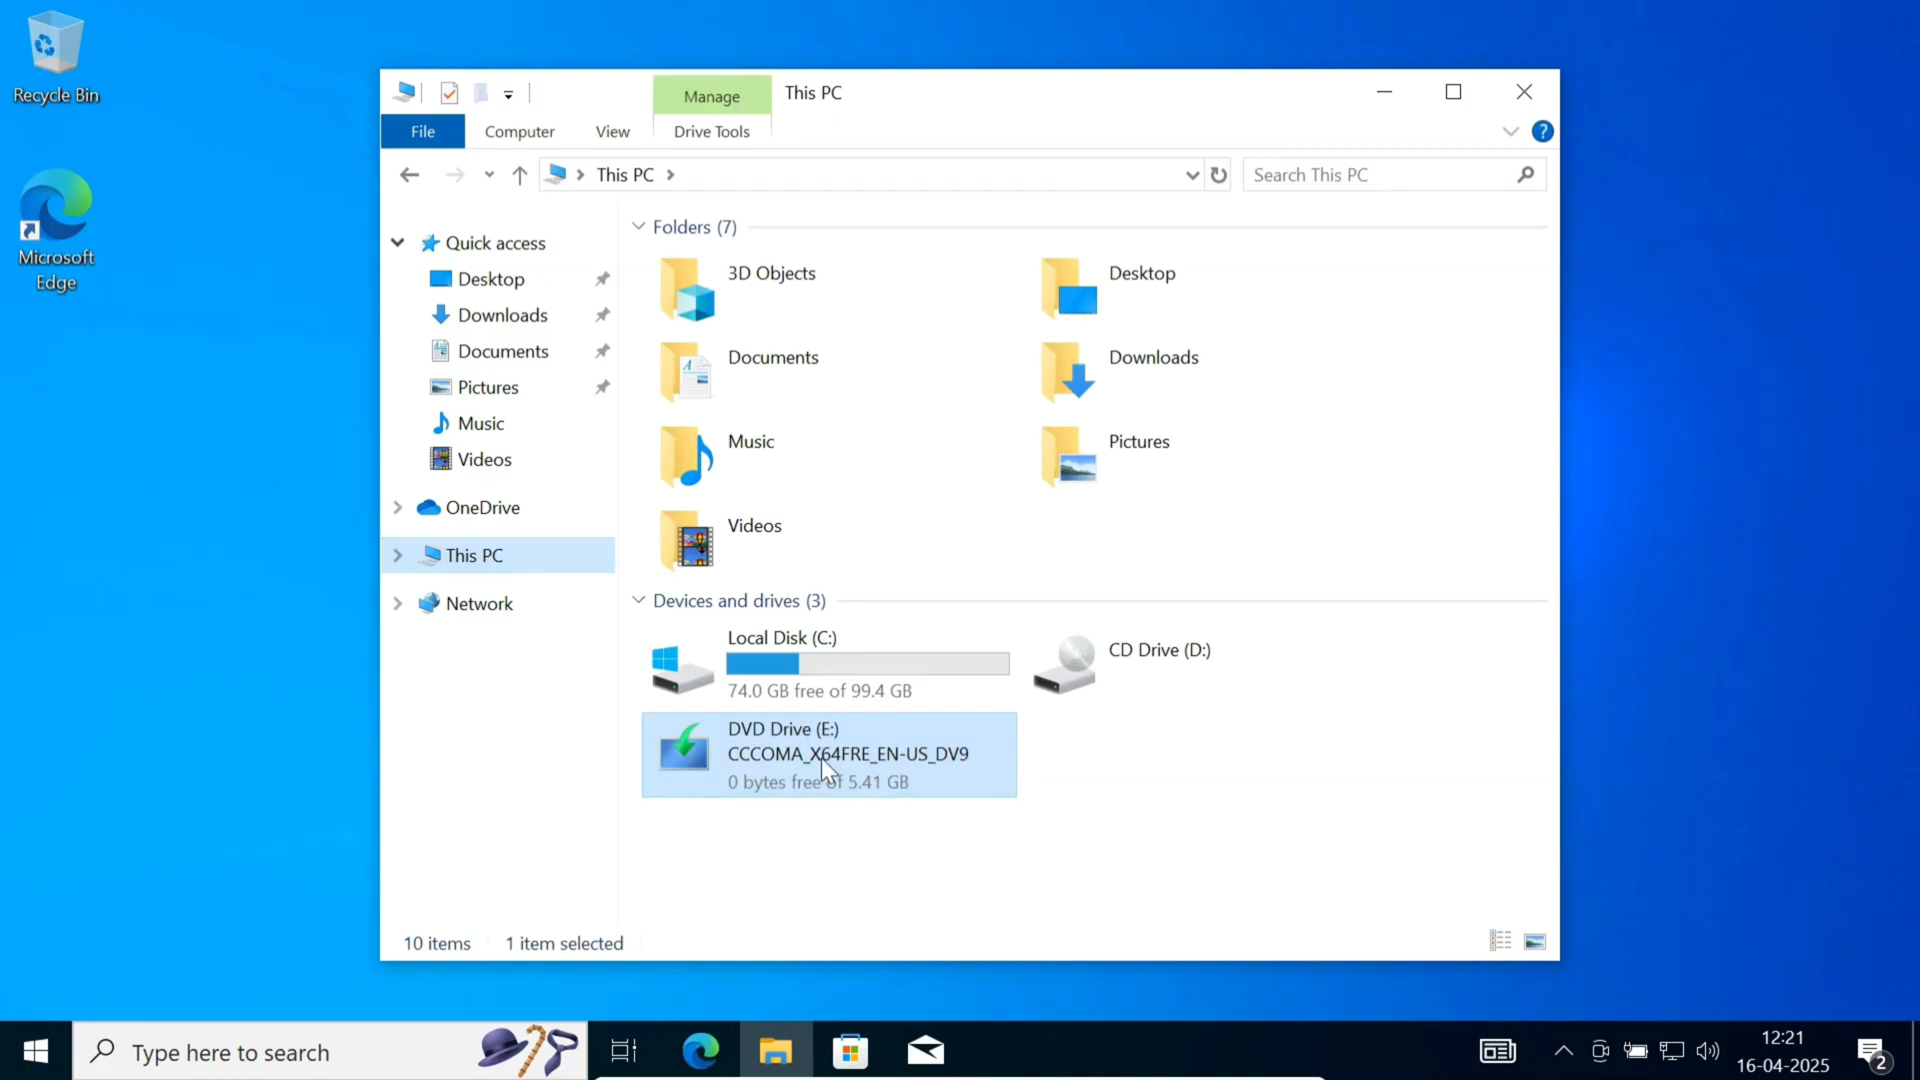 Recycle Bin
Microsoft
Edge
Manage
This PC
File
Computer
View
Drive Tools
?
This PC
Search This PC
Quick access
Desktop
Downloads
Documents
Pictures
Music
Videos
OneDrive
This PC
Network
Folders (7)
3D Objects
Desktop
Documents
Downloads
Music
Pictures
Videos
Devices and drives (3)
Local Disk (C:)
74.0 GB free of 99.4 GB
CD Drive (D:)
DVD Drive (E:)
CCCOMA_X64FRE_EN-US_DV9
0 bytes free of 5.41 GB
10 items
1 item selected
Type here to search
12:21
16-04-2025
2